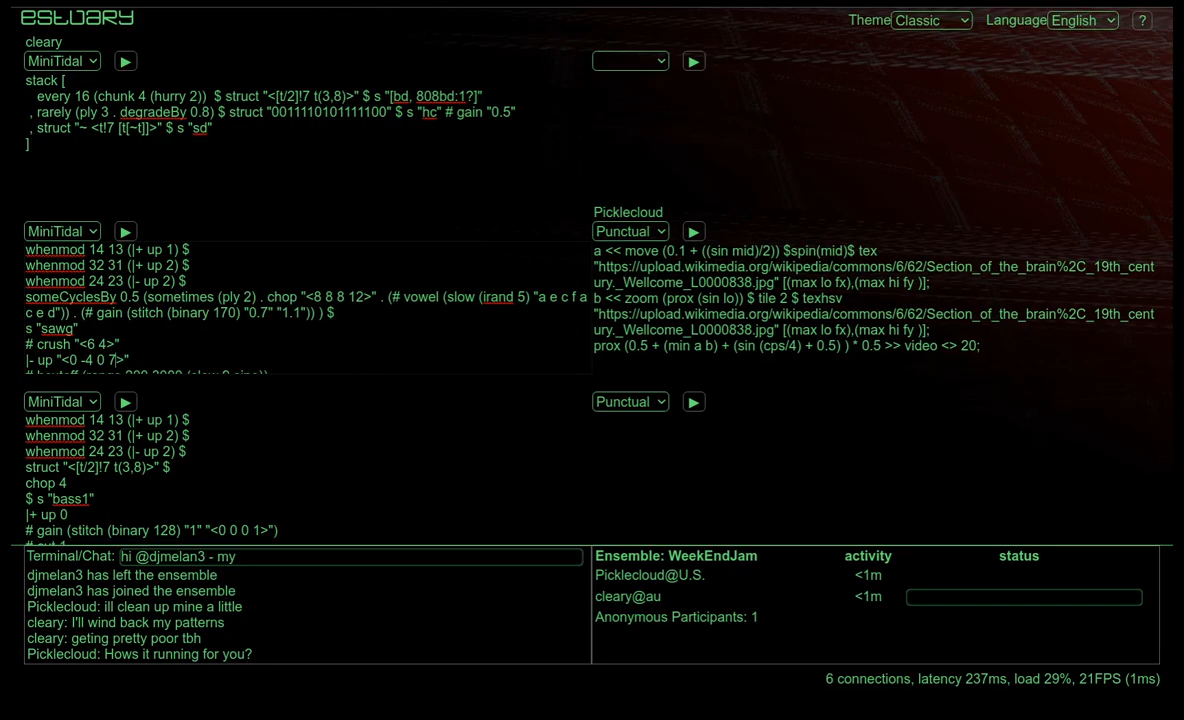 estuary
Theme Classic Language English ?
cleary
MiniTidal
stack [
every 16 (chunk 4 (hurry 2)) $ struct "<[t/2]!7 t(3,8)>" $ s "[bd, 808bd:1?]"
, rarely (ply 3 . degradeBy 0.8) $ struct "0011110101111100" $ s "hc" # gain "0.5"
, struct "~ <t!7 [t[~t]]>" $ s "sd"
]
MiniTidal
whenmod 14 13 (|+ up 1) $
whenmod 32 31 (|+ up 2) $
whenmod 24 23 (|- up 2) $
someCyclesBy 0.5 (sometimes (ply 2) . chop "<8 8 8 12>" . (# vowel (slow (irand 5) "a e c f a
c e d")) . (# gain (stitch (binary 170) "0.7" "1.1")) ) $
s "sawg"
# crush "<6 4>"
|- up "<0 -4 0 7>"
Picklecloud
Punctual
a << move (0.1 + ((sin mid)/2)) $spin(mid)$ tex
"https://upload.wikimedia.org/wikipedia/commons/6/62/Section_of_the_brain%2C_19th_cent
ury._Wellcome_L0000838.jpg" [(max lo fx),(max hi fy )];
b << zoom (prox (sin lo)) $ tile 2 $ texhsv
"https://upload.wikimedia.org/wikipedia/commons/6/62/Section_of_the_brain%2C_19th_cent
ury._Wellcome_L0000838.jpg" [(max lo fx),(max hi fy )];
prox (0.5 + (min a b) + (sin (cps/4) + 0.5) ) * 0.5 >> video <> 20;
MiniTidal
whenmod 14 13 (|+ up 1) $
whenmod 32 31 (|+ up 2) $
whenmod 24 23 (|- up 2) $
struct "<[t/2]!7 t(3,8)>" $
chop 4
$ s "bass1"
|+ up 0
# gain (stitch (binary 128) "1" "<0 0 0 1>")
Punctual
Terminal/Chat: hi @djmelan3 - my
djmelan3 has left the ensemble
djmelan3 has joined the ensemble
Picklecloud: ill clean up mine a little
cleary: I'll wind back my patterns
cleary: geting pretty poor tbh
Picklecloud: Hows it running for you?
Ensemble: WeekEndJam activity status
Picklecloud@U.S. <1m
cleary@au <1m
Anonymous Participants: 1
6 connections, latency 237ms, load 29%, 21FPS (1ms)